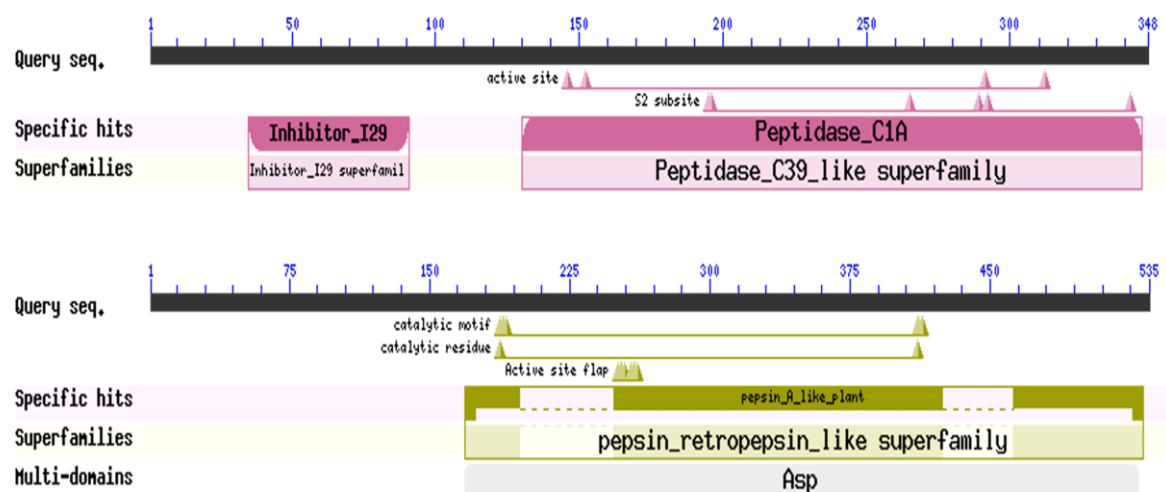 1 50 100 150 200 250 300 348
Query seq.
active site
S2 subsite
Specific hits Inhibitor_I29 Peptidase_C1A
Superfamilies Inhibitor_I29 superfamil Peptidase_C39_like superfamily
1 75 150 225 300 375 450 535
Query seq.
catalytic motif
catalytic residue
Active site flap
Specific hits pepsin_A_like_plant
Superfamilies pepsin_retropepsin_like superfamily
Multi-domains Asp